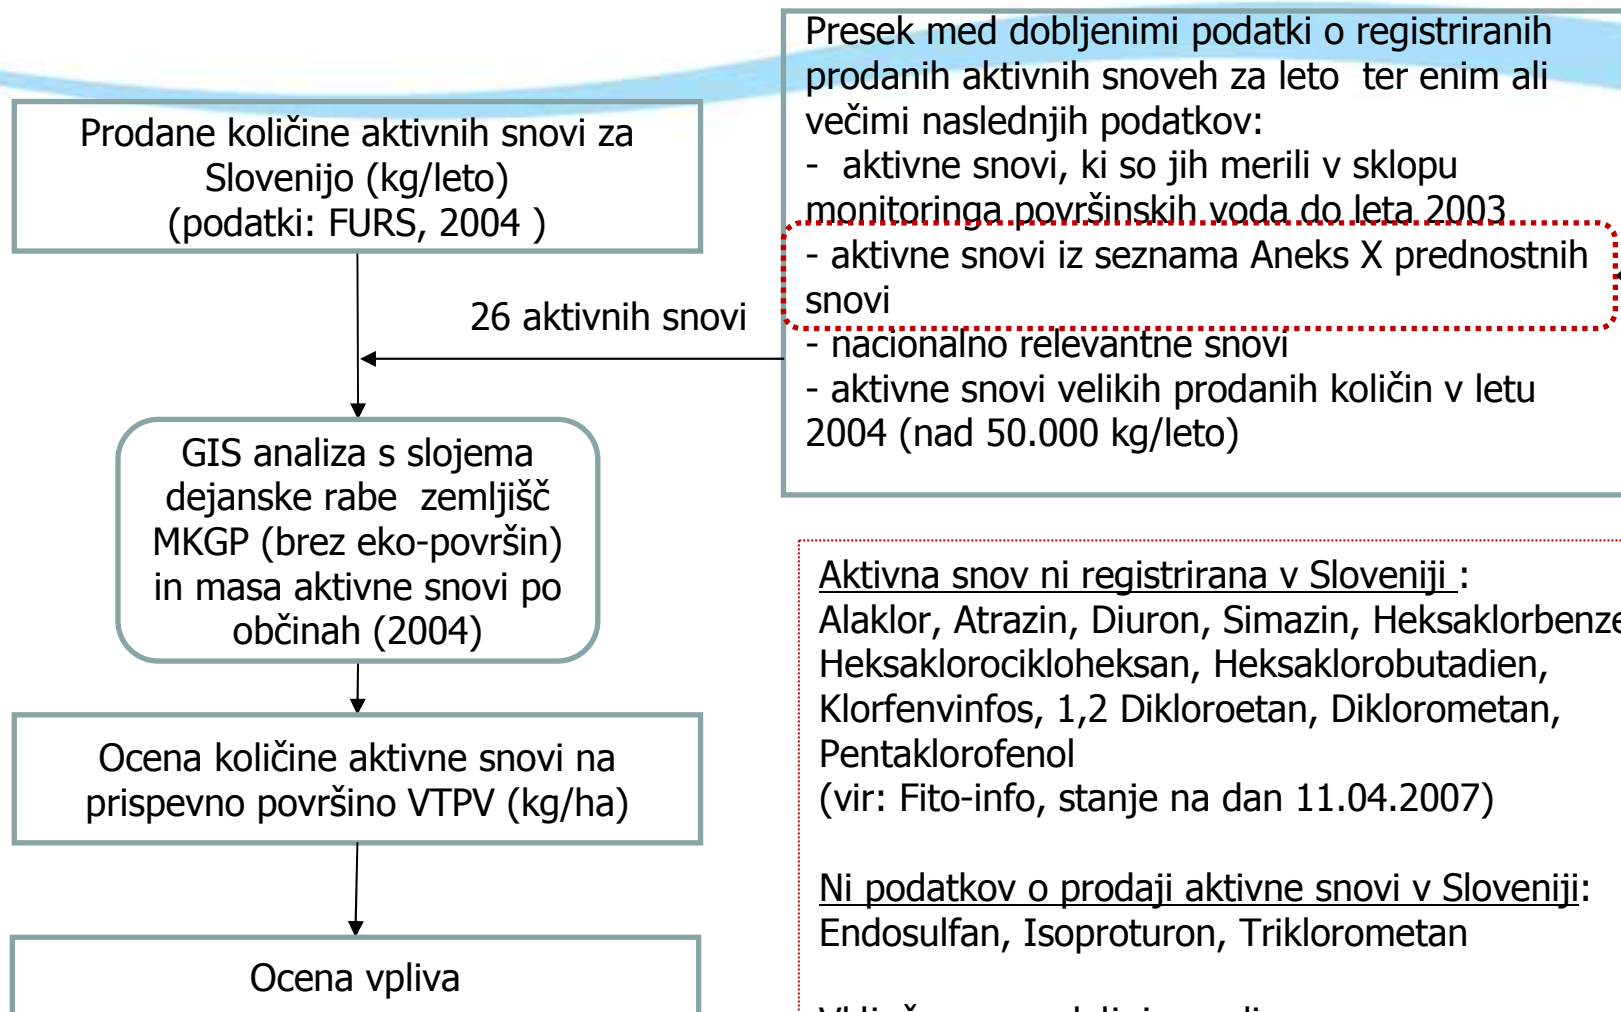 Prodane količine aktivnih snovi za
Slovenijo (kg/leto)
(podatki: FURS, 2004 )
26 aktivnih snovi
GIS analiza s slojema
dejanske rabe  zemljišč
MKGP (brez eko-površin)
in masa aktivne snovi po
občinah (2004)
Ocena količine aktivne snovi na
prispevno površino VTPV (kg/ha)
Ocena vpliva
Presek med dobljenimi podatki o registriranih
prodanih aktivnih snoveh za leto  ter enim ali
večimi naslednjih podatkov:
-  aktivne snovi, ki so jih merili v sklopu
monitoringa površinskih voda do leta 2003
- aktivne snovi iz seznama Aneks X prednostnih
snovi
- nacionalno relevantne snovi
- aktivne snovi velikih prodanih količin v letu
2004 (nad 50.000 kg/leto)
Aktivna snov ni registrirana v Sloveniji :
Alaklor, Atrazin, Diuron, Simazin,
Heksaklorocikloheksan, Heksaklorobutadien,
Klorfenvinfos, 1,2 Dikloroetan, Diklorometan,
Pentaklorofenol
(vir: Fito-info, stanje na dan 11.04.2007)
Ni podatkov o prodaji aktivne snovi v Sloveniji:
Endosulfan, Isoproturon, Triklorometan